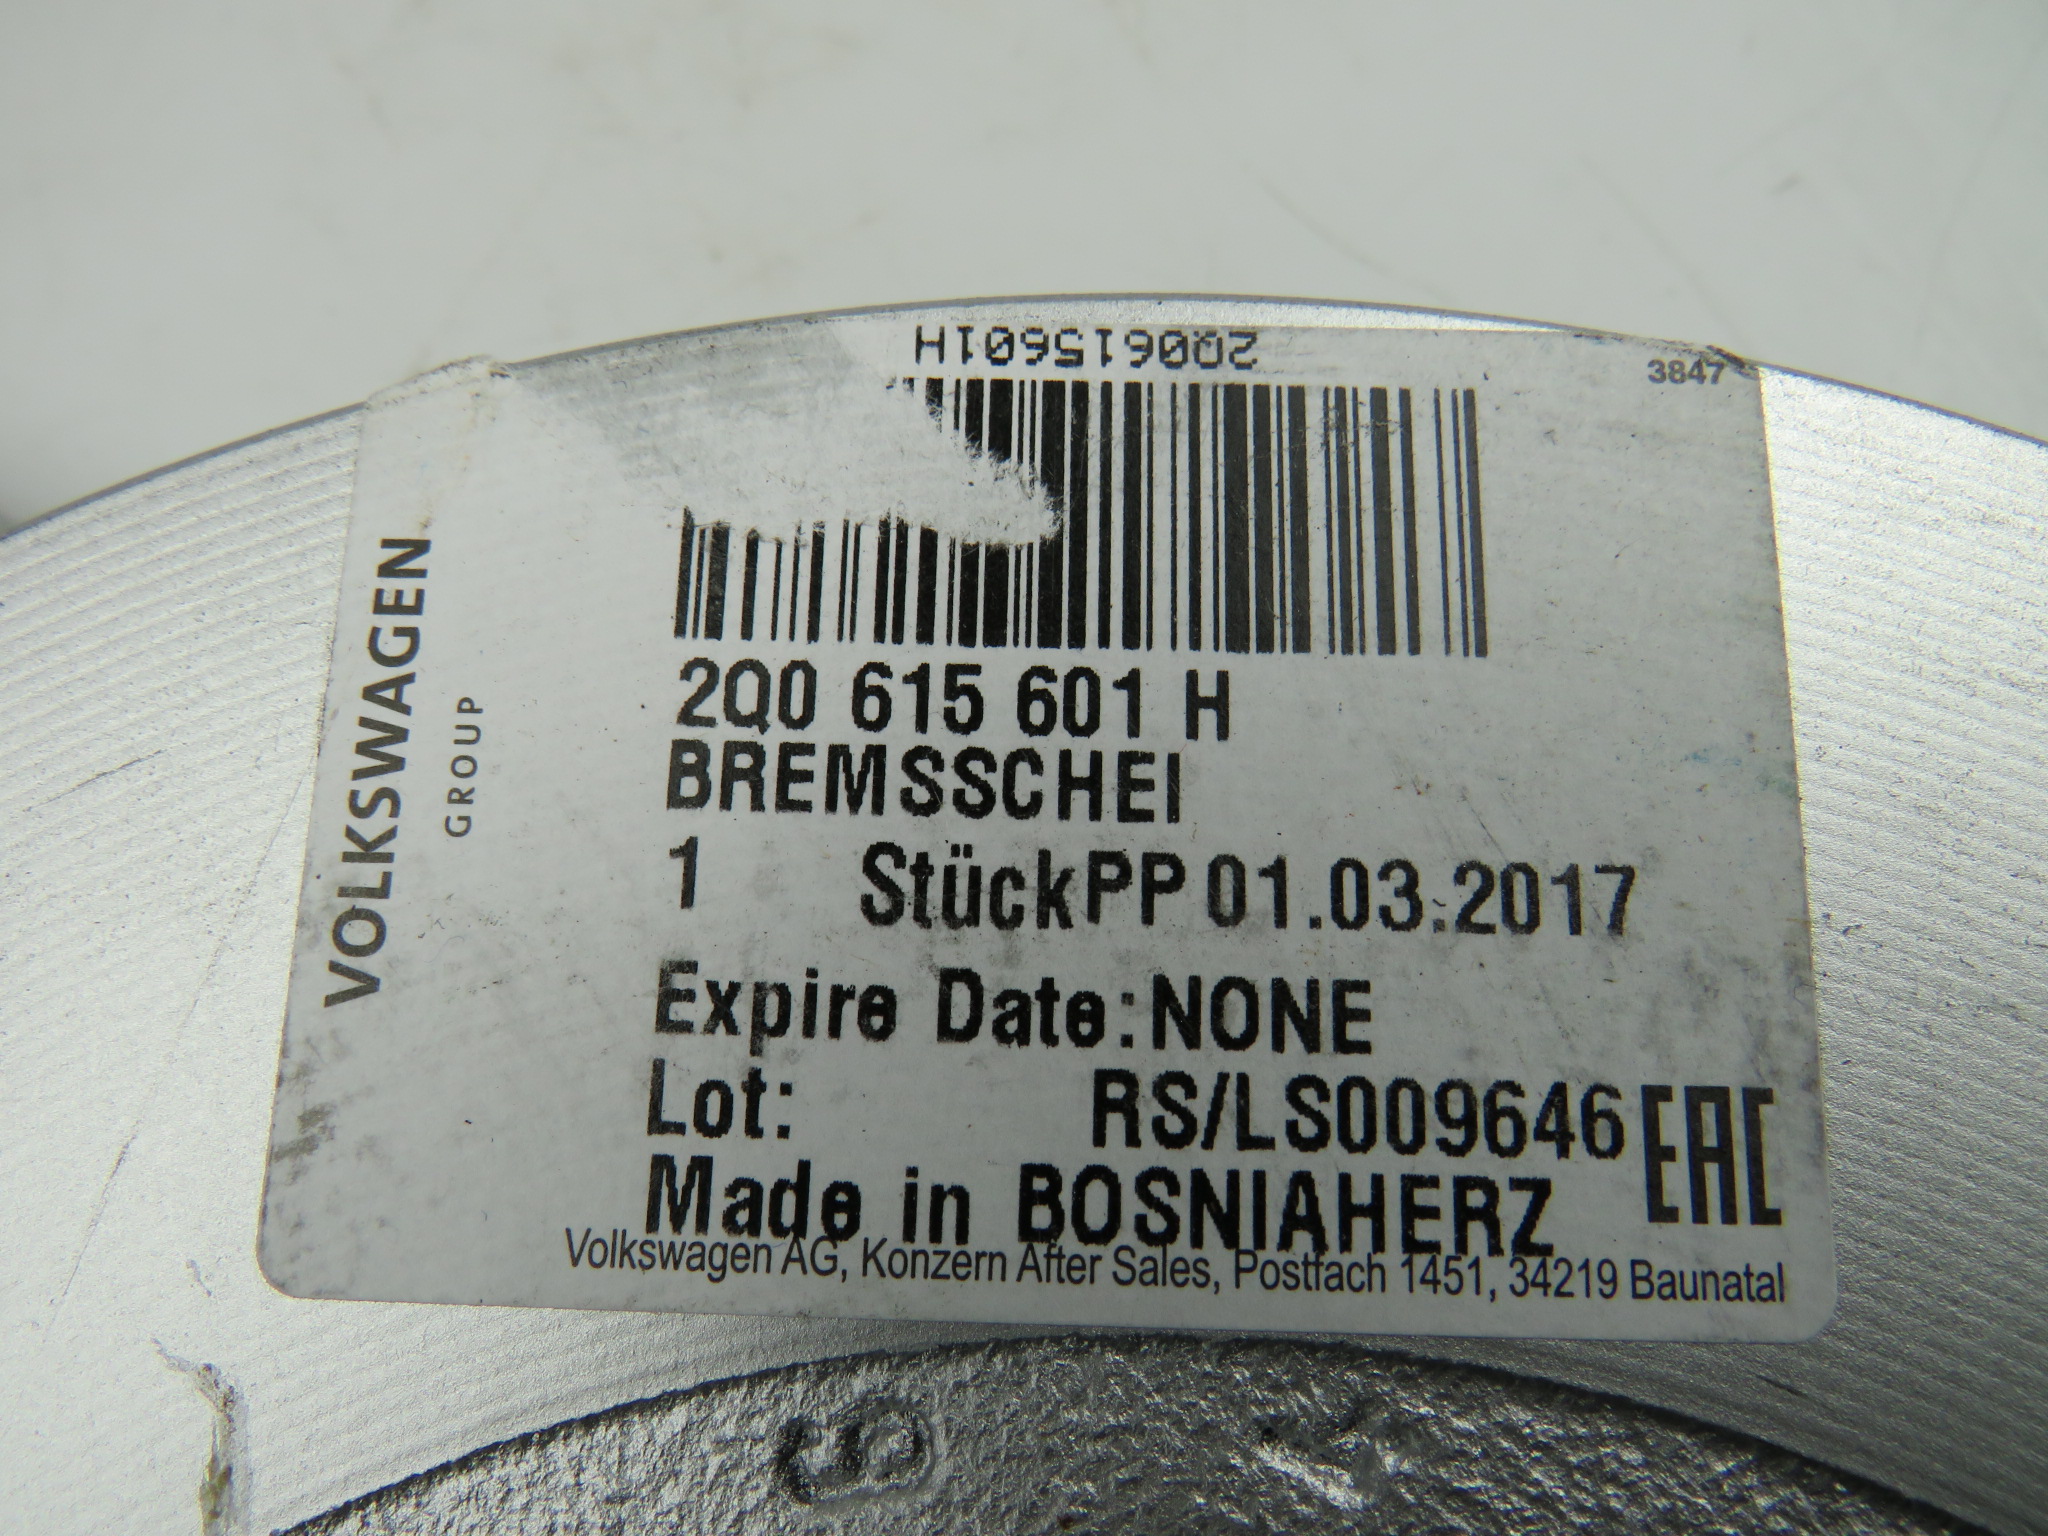 2Q0615601H
3847
VOLKSWAGEN
GROUP
2Q0 615 601 H
BREMSSCHEI
1 StückPP 01.03.2017
Expire Date:NONE
Lot: RS/LS009646
EAC
Made in BOSNIAHERZ
Volkswagen AG, Konzern After Sales, Postfach 1451, 34219 Baunatal